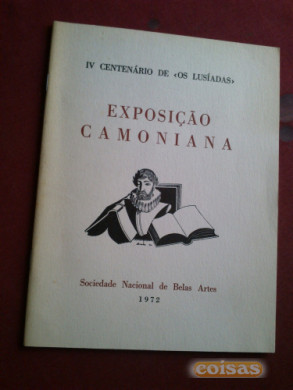 IV CENTENÁRIO DE «OS LUSÍADAS»
EXPOSIÇÃO
CAMONIANA
Sociedade Nacional de Belas Artes
1972
coisas